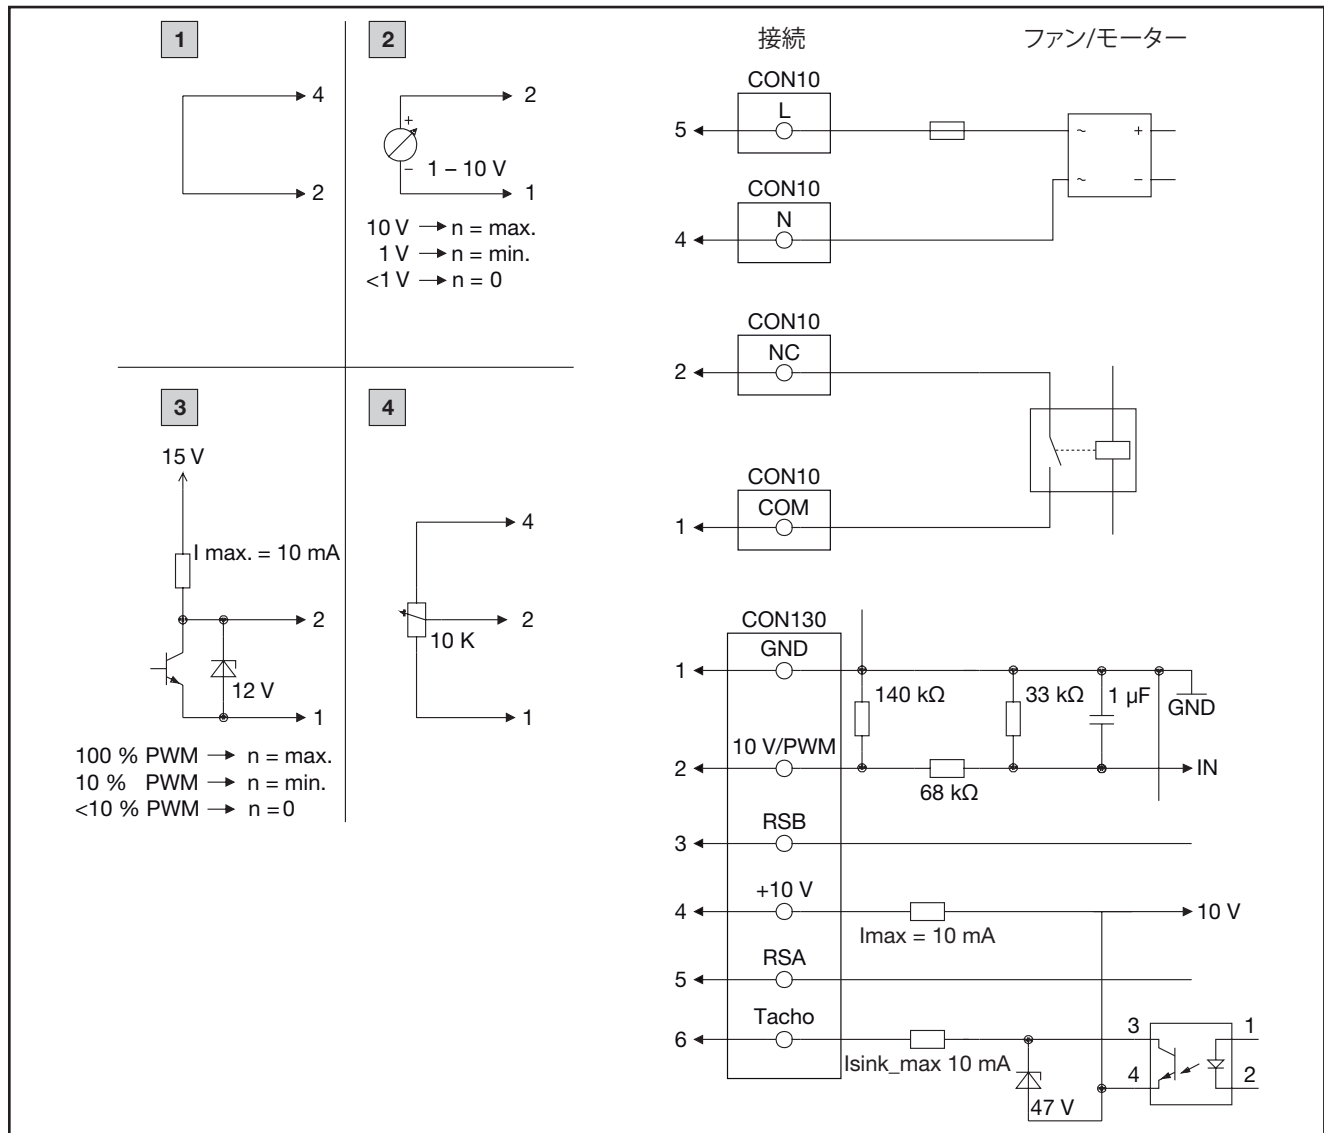 1
4
2
2
2
+
−
1 – 10 V
1
10 V → n = max.
1 V → n = min.
<1 V → n = 0
3
15 V
I max. = 10 mA
2
12 V
1
100 % PWM → n = max.
10 % PWM → n = min.
<10 % PWM → n = 0
4
4
2
10 K
1
接続
ファン/モーター
CON10
L
5
~ +
CON10
~ −
N
4
CON10
NC
2
CON10
COM
1
CON130
GND
1
140 kΩ
33 kΩ
1 µF
GND
10 V/PWM
2
IN
68 kΩ
RSB
3
+10 V
4
10 V
Imax = 10 mA
RSA
5
Tacho
6
3
1
Isink_max 10 mA
4
2
47 V